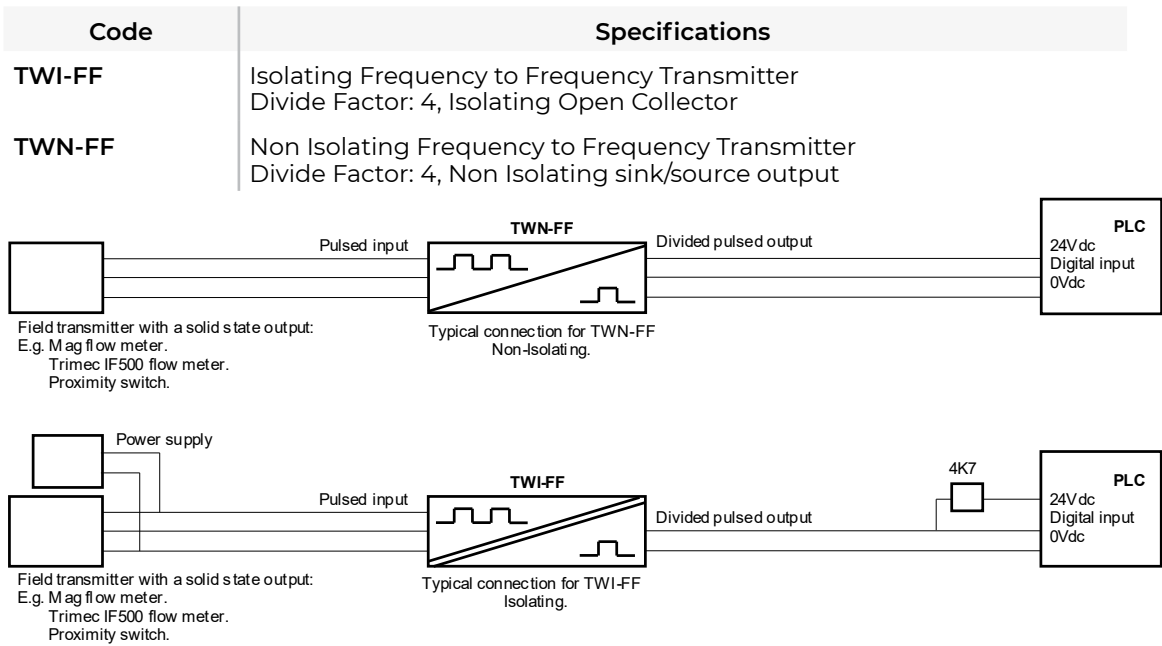 Code Specifications
TWI-FF Isolating Frequency to Frequency Transmitter
Divide Factor: 4, Isolating Open Collector
TWN-FF Non Isolating Frequency to Frequency Transmitter
Divide Factor: 4, Non Isolating sink/source output
TWN-FF
Pulsed input
Divided pulsed output
PLC
24Vdc
Digital input
0Vdc
Field transmitter with a solid state output:
E.g. Mag flow meter.
Trimec IF500 flow meter.
Proximity switch.
Typical connection for TWN-FF
Non-Isolating.
Power supply
TWI-FF
Pulsed input
Divided pulsed output
4K7
PLC
24Vdc
Digital input
0Vdc
Field transmitter with a solid state output:
E.g. Mag flow meter.
Trimec IF500 flow meter.
Proximity switch.
Typical connection for TWI-FF
Isolating.